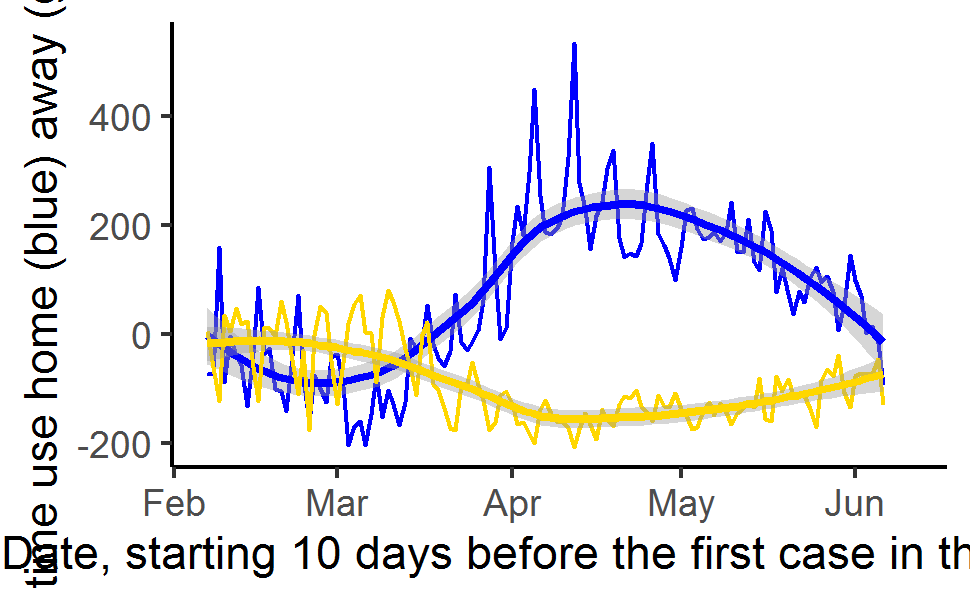 time use home (blue) away (
400
200
0
-200
Feb Mar Apr May Jun
Date, starting 10 days before the first case in th